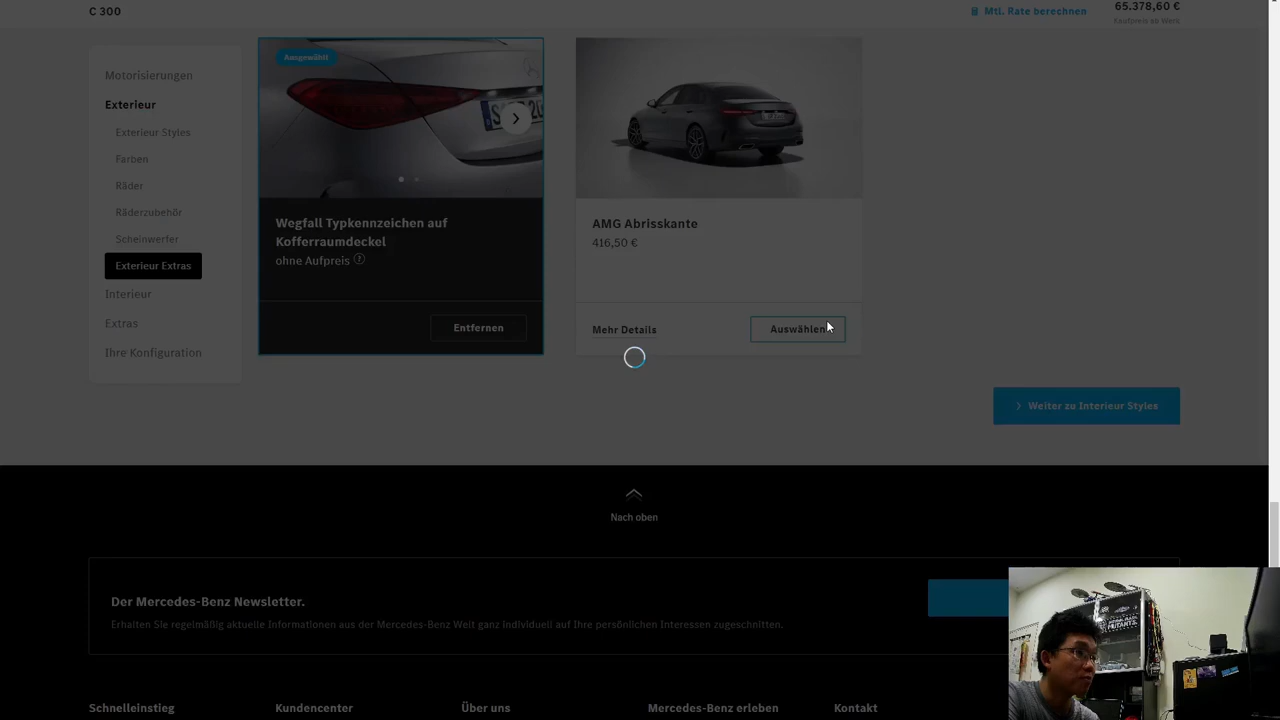 C 300
Mtl. Rate berechnen
65.378,60 €
Kaufpreis ab Werk
Motorisierungen
Exterieur
Exterieur Styles
Farben
Räder
Räderzubehör
Scheinwerfer
Exterieur Extras
Interieur
Extras
Ihre Konfiguration
Ausgewählt
Wegfall Typkennzeichen auf
Kofferraumdeckel
ohne Aufpreis
Entfernen
AMG Abrisskante
416,50 €
Mehr Details
Auswählen
Weiter zu Interieur Styles
Nach oben
Der Mercedes-Benz Newsletter.
Erhalten Sie regelmäßig aktuelle Informationen aus der Mercedes-Benz Welt ganz individuell auf Ihre persönlichen Interessen zugeschnitten.
Schnelleinstieg
Kundencenter
Über uns
Mercedes-Benz erleben
Kontakt